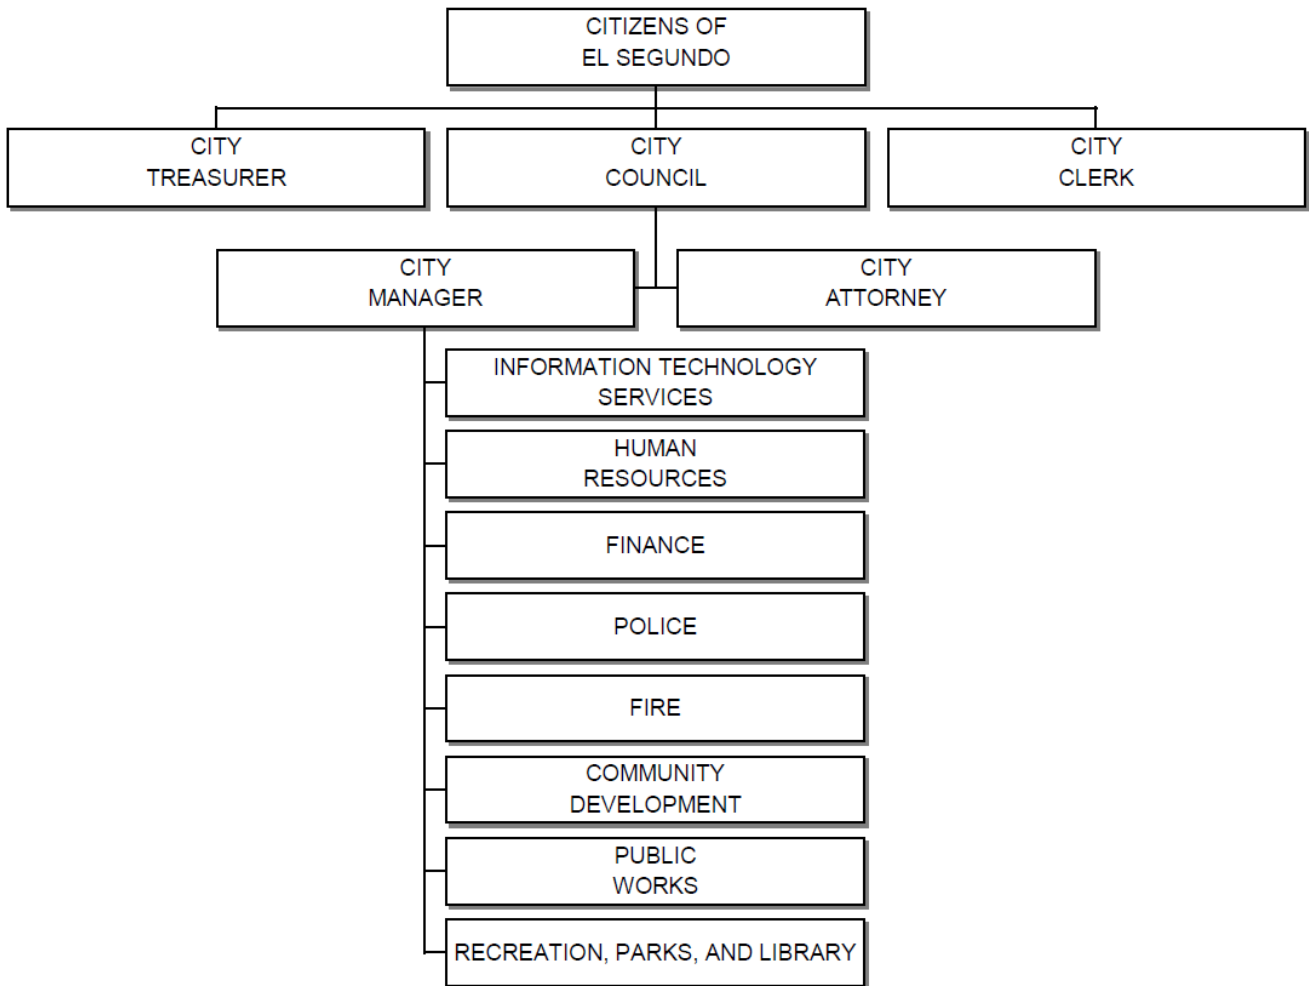 CITIZENS OF
EL SEGUNDO
CITY
TREASURER
CITY
COUNCIL
CITY
CLERK
CITY
MANAGER
CITY
ATTORNEY
INFORMATION TECHNOLOGY
SERVICES
HUMAN
RESOURCES
FINANCE
POLICE
FIRE
COMMUNITY
DEVELOPMENT
PUBLIC
WORKS
RECREATION, PARKS, AND LIBRARY